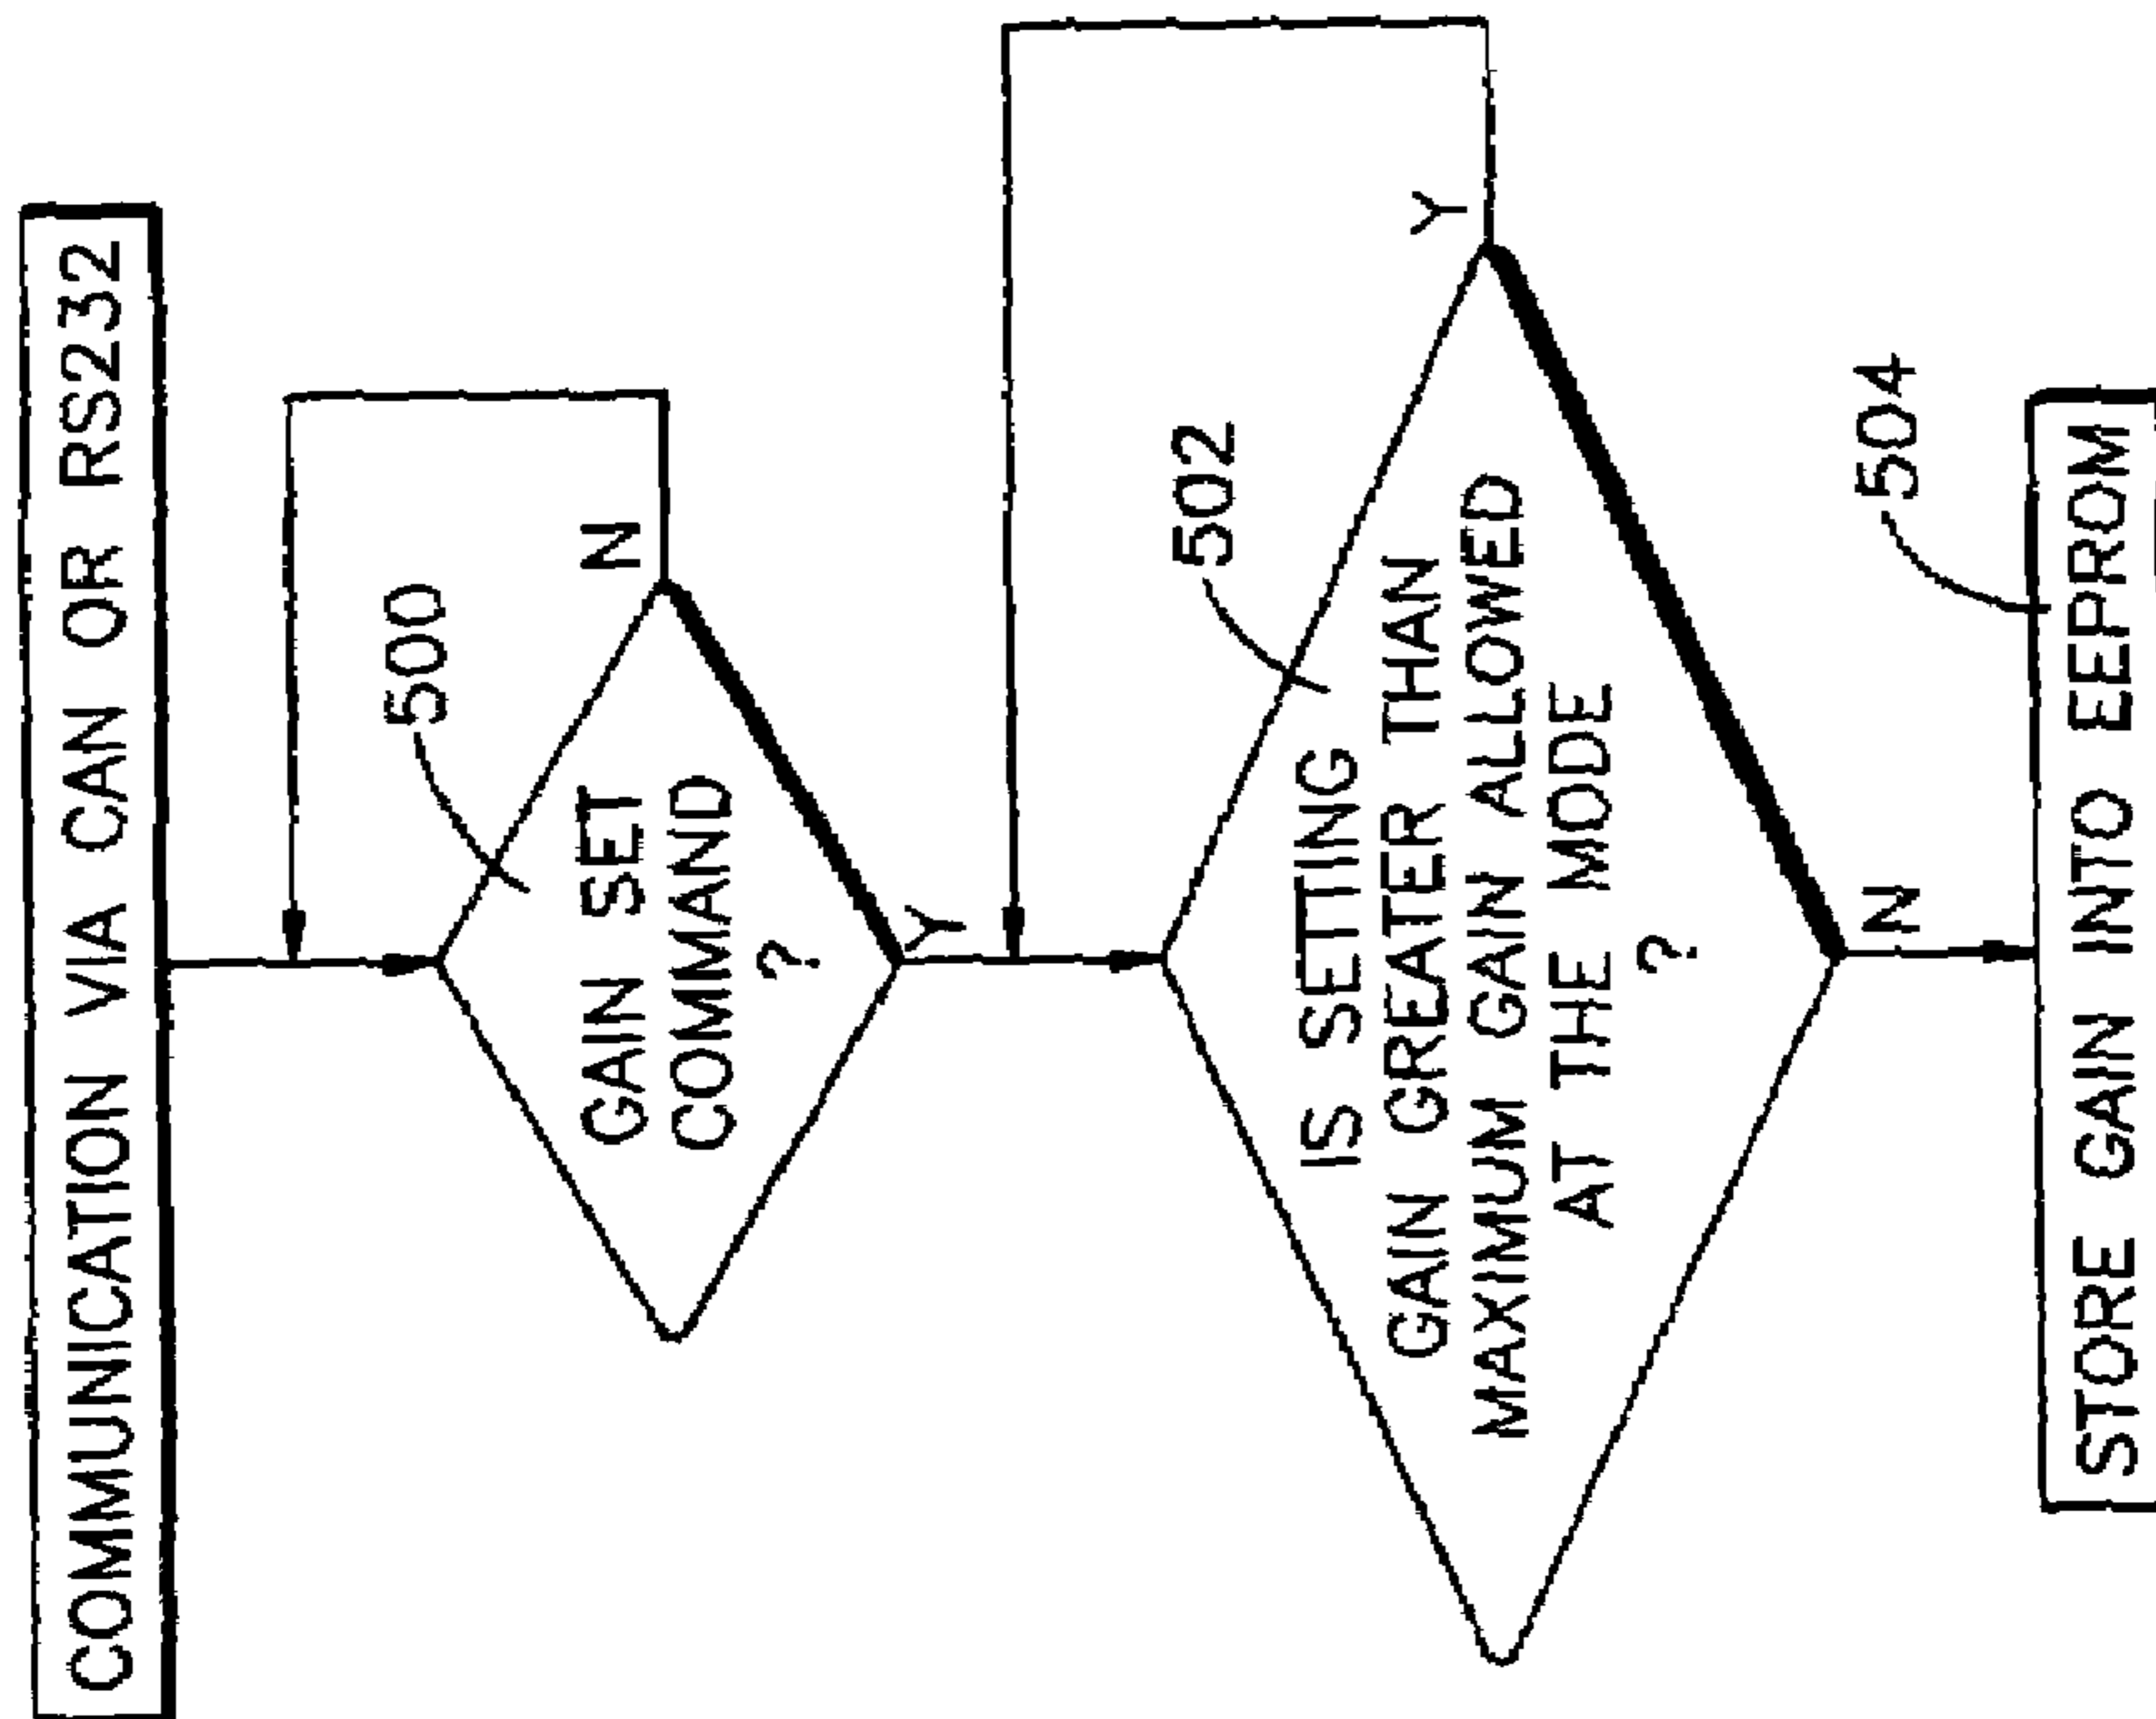 COMMUNICATION VIA CAN OR RS232
500
GAIN SET
COMMAND
?
N
Y
502
IS SETTING
GAIN GREATER THAN
MAXIMUM GAIN ALLOWED
AT THE MODE
?
Y
N
504
STORE GAIN INTO EEPROM